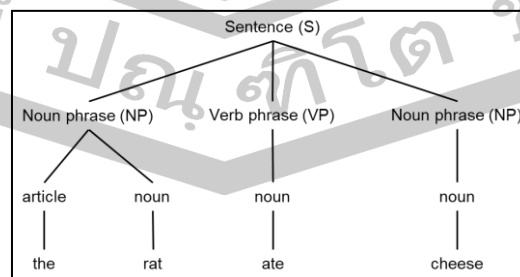 Sentence (S)
Noun phrase (NP) Verb phrase (VP) Noun phrase (NP)
article noun noun noun
the rat ate cheese